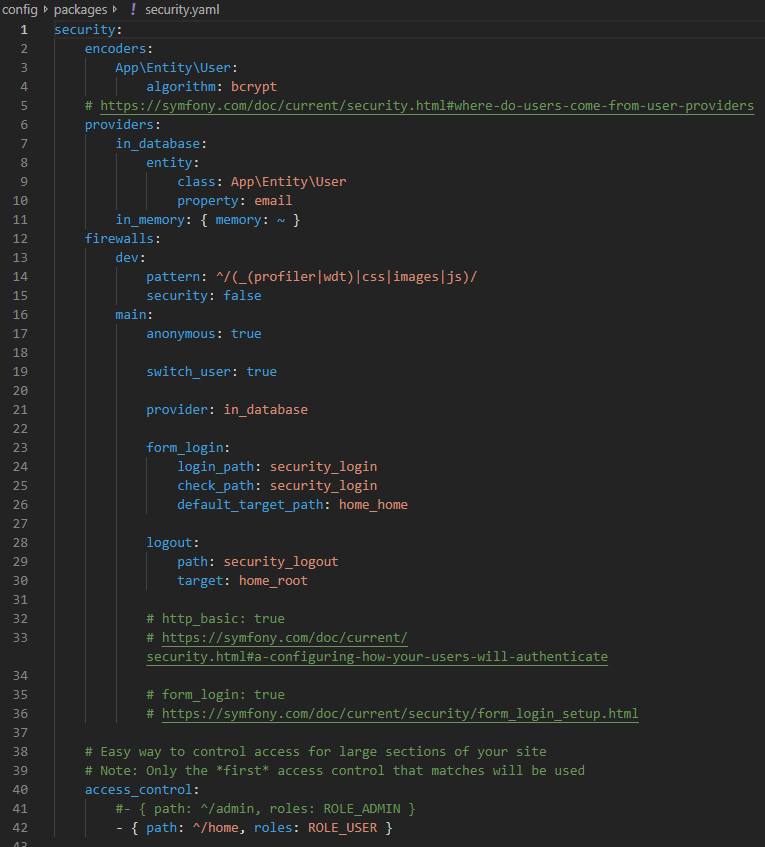 config > packages > ! security.yaml
1 security:
2 encoders:
3 App\Entity\User:
4 algorithm: bcrypt
5 # https://symfony.com/doc/current/security.html#where-do-users-come-from-user-providers
6 providers:
7 in_database:
8 entity:
9 class: App\Entity\User
10 property: email
11 in_memory: { memory: ~ }
12 firewalls:
13 dev:
14 pattern: ^/(_(profiler|wdt)|css|images|js)/
15 security: false
16 main:
17 anonymous: true
18
19 switch_user: true
20
21 provider: in_database
22
23 form_login:
24 login_path: security_login
25 check_path: security_login
26 default_target_path: home_home
27
28 logout:
29 path: security_logout
30 target: home_root
31
32 # http_basic: true
33 # https://symfony.com/doc/current/
security.html#a-configuring-how-your-users-will-authenticate
34
35 # form_login: true
36 # https://symfony.com/doc/current/security/form_login_setup.html
37
38 # Easy way to control access for large sections of your site
39 # Note: Only the *first* access control that matches will be used
40 access_control:
41 #- { path: ^/admin, roles: ROLE_ADMIN }
42 - { path: ^/home, roles: ROLE_USER }
43